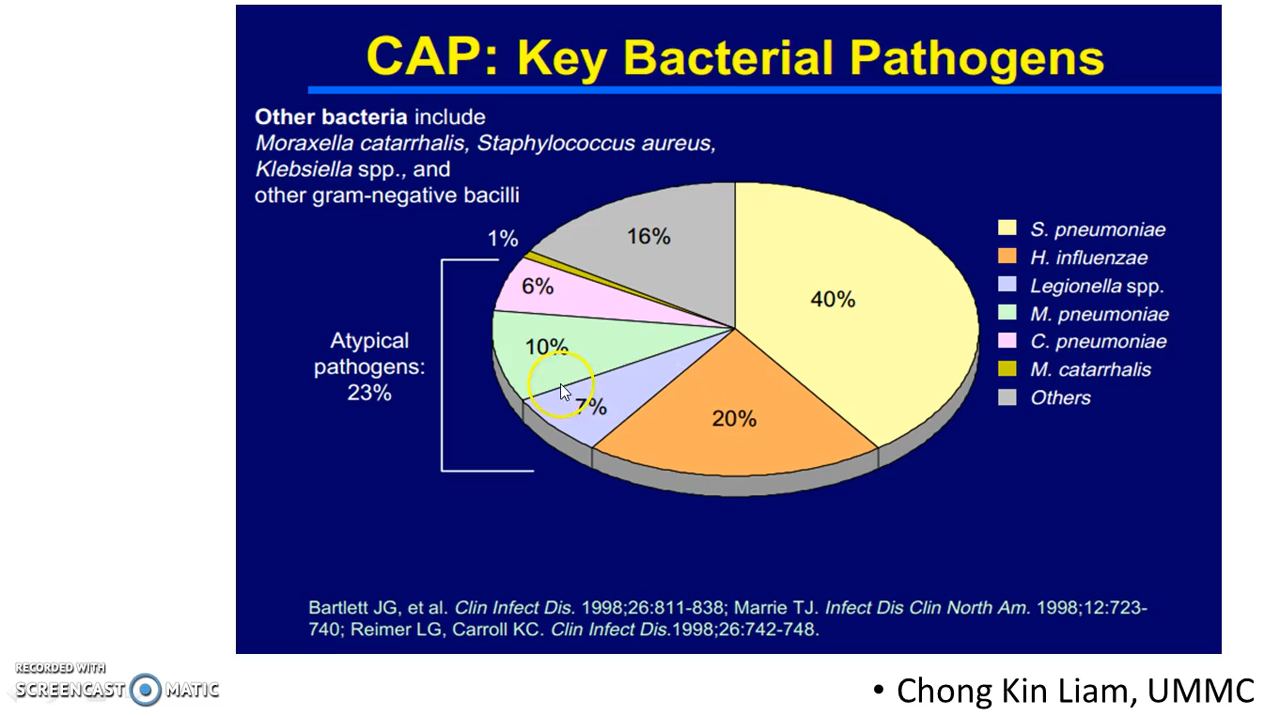 CAP: Key Bacterial Pathogens
Other bacteria include
Moraxella catarrhalis, Staphylococcus aureus,
Klebsiella spp., and
other gram-negative bacilli
1%
16%
6%
40%
10%
7%
20%
Atypical
pathogens:
23%
S. pneumoniae
H. influenzae
Legionella spp.
M. pneumoniae
C. pneumoniae
M. catarrhalis
Others
Bartlett JG, et al. Clin Infect Dis. 1998;26:811-838; Marrie TJ. Infect Dis Clin North Am. 1998;12:723-
740; Reimer LG, Carroll KC. Clin Infect Dis.1998;26:742-748.
RECORDED WITH
SCREENCAST MATIC
• Chong Kin Liam, UMMC